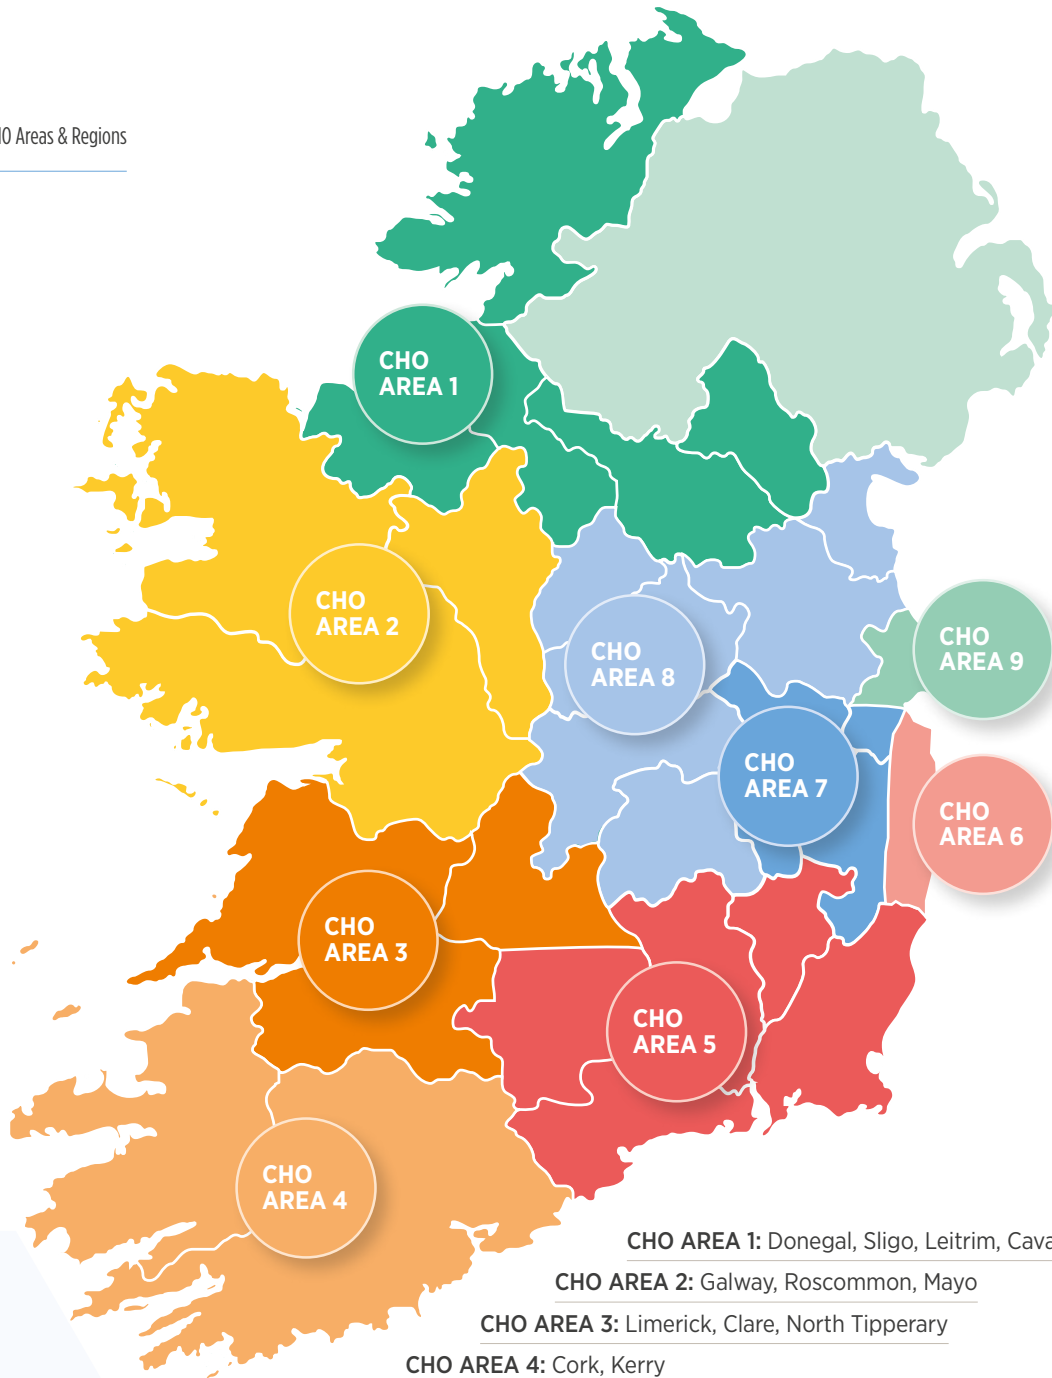 Areas & Regions
CHO
AREA 1
CHO
AREA 2
CHO
AREA 8
CHO
AREA 9
CHO
AREA 7
CHO
AREA 6
CHO
AREA 3
CHO
AREA 5
CHO
AREA 4
CHO AREA 1: Donegal, Sligo, Leitrim,
CHO AREA 2: Galway, Roscommon, Mayo
CHO AREA 3: Limerick, Clare, North Tipperary
CHO AREA 4: Cork, Kerry